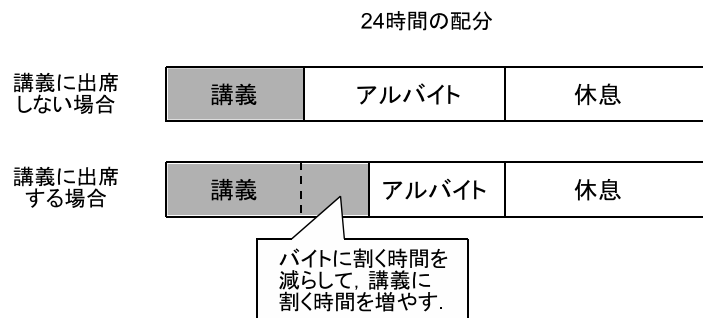 24時間の配分
講義に出席
しない場合
講義
アルバイト
休息
講義に出席
する場合
講義
アルバイト
休息
バイトに割く時間を
減らして，講義に
割く時間を増やす．